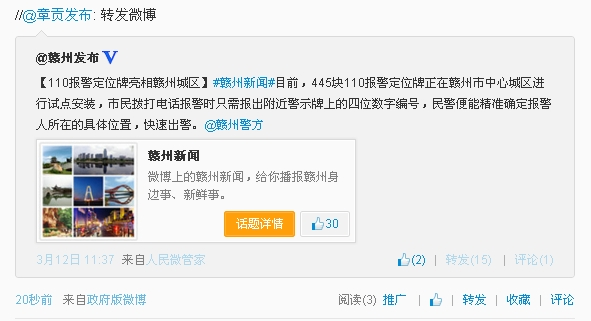 //@章贡发布: 转发微博
@赣州发布
【110报警定位牌亮相赣州城区】#赣州新闻#目前，445块110报警定位牌正在赣州市中心城区进
行试点安装，市民拨打电话报警时只需报出附近警示牌上的四位数字编号，民警便能精准确定报警
人所在的具体位置，快速出警。@赣州警方
赣州新闻
微博上的赣州新闻，给你播报赣州身
边事、新鲜事。
话题详情 30
3月12日 11:37 来自人民微管家 (2) | 转发(15) | 评论(1)
20秒前 来自政府版微博 阅读(3) 推广 | | 转发 | 收藏 | 评论